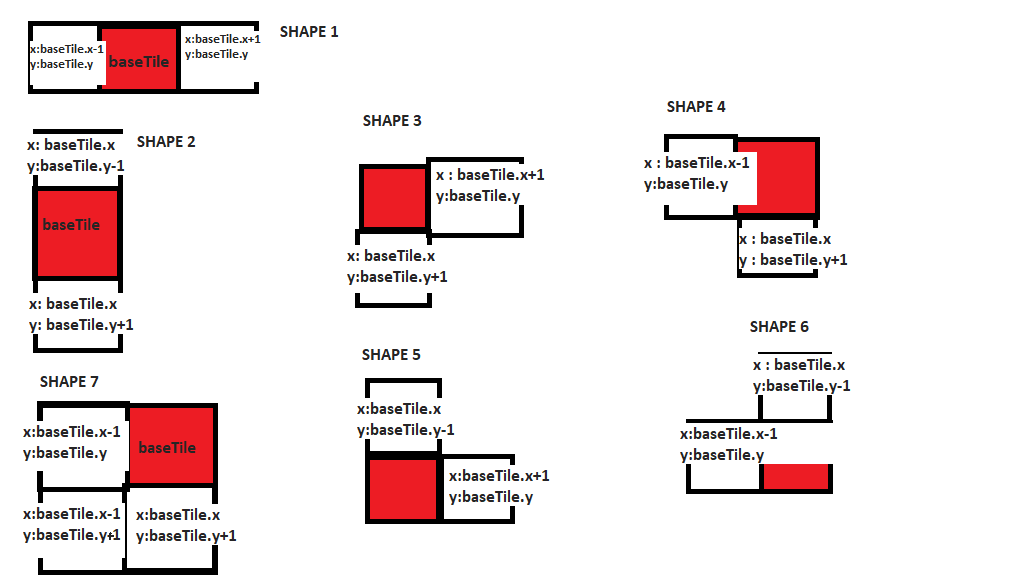 SHAPE 1
x:baseTile.x-1
y:baseTile.y
baseTile
x:baseTile.x+1
y:baseTile.y
SHAPE 2
x: baseTile.x
y:baseTile.y-1
baseTile
x: baseTile.x
y: baseTile.y+1
SHAPE 3
x : baseTile.x+1
y:baseTile.y
x: baseTile.x
y:baseTile.y+1
SHAPE 4
x : baseTile.x-1
y:baseTile.y
x : baseTile.x
y : baseTile.y+1
SHAPE 5
x:baseTile.x
y:baseTile.y-1
x:baseTile.x+1
y:baseTile.y
SHAPE 6
x : baseTile.x
y:baseTile.y-1
x:baseTile.x-1
y:baseTile.y
SHAPE 7
x:baseTile.x-1
y:baseTile.y
baseTile
x:baseTile.x-1
y:baseTile.y+1
x:baseTile.x
y:baseTile.y+1